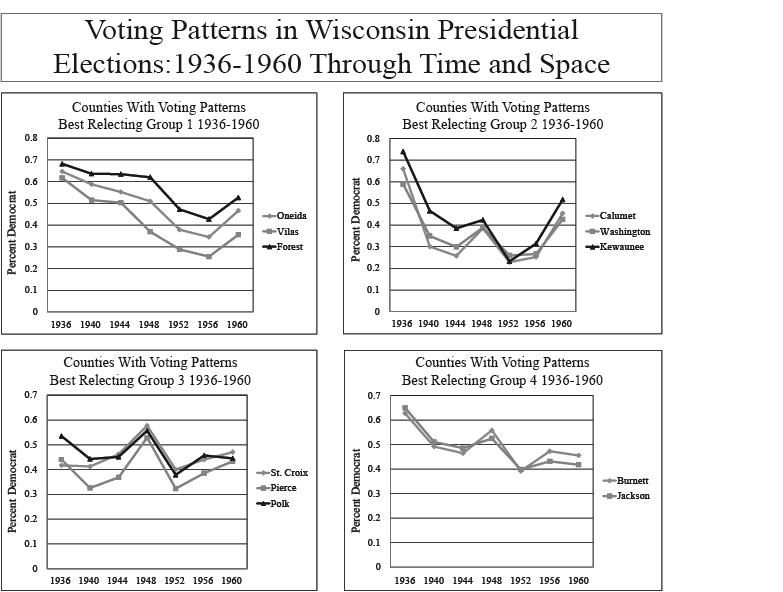 Voting Patterns in Wisconsin Presidential
Elections:1936-1960 Through Time and Space
Counties With Voting Patterns
Best Relecting Group 1 1936-1960
0.8
0.7
0.6
0.5
0.4
0.3
0.2
0.1
0
Percent Democrat
1936 1940 1944 1948 1952 1956 1960
Oneida
Vilas
Forest
Counties With Voting Patterns
Best Relecting Group 2 1936-1960
0.8
0.7
0.6
0.5
0.4
0.3
0.2
0.1
0
Percent Democrat
1936 1940 1944 1948 1952 1956 1960
Calumet
Washington
Kewaunee
Counties With Voting Patterns
Best Relecting Group 3 1936-1960
0.7
0.6
0.5
0.4
0.3
0.2
0.1
0
Percent Democrat
1936 1940 1944 1948 1952 1956 1960
St. Croix
Pierce
Polk
Counties With Voting Patterns
Best Relecting Group 4 1936-1960
0.7
0.6
0.5
0.4
0.3
0.2
0.1
0
Percent Democrat
1936 1940 1944 1948 1952 1956 1960
Burnett
Jackson